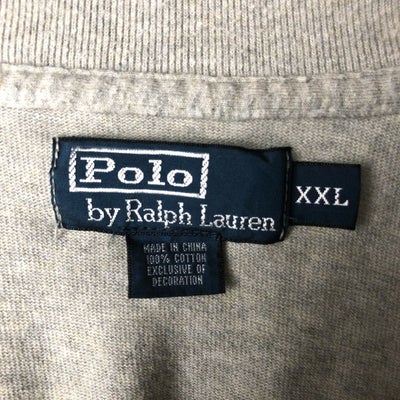 Polo
by Ralph Lauren
XXL
MADE IN CHINA
100% COTTON
EXCLUSIVE OF
DECORATION